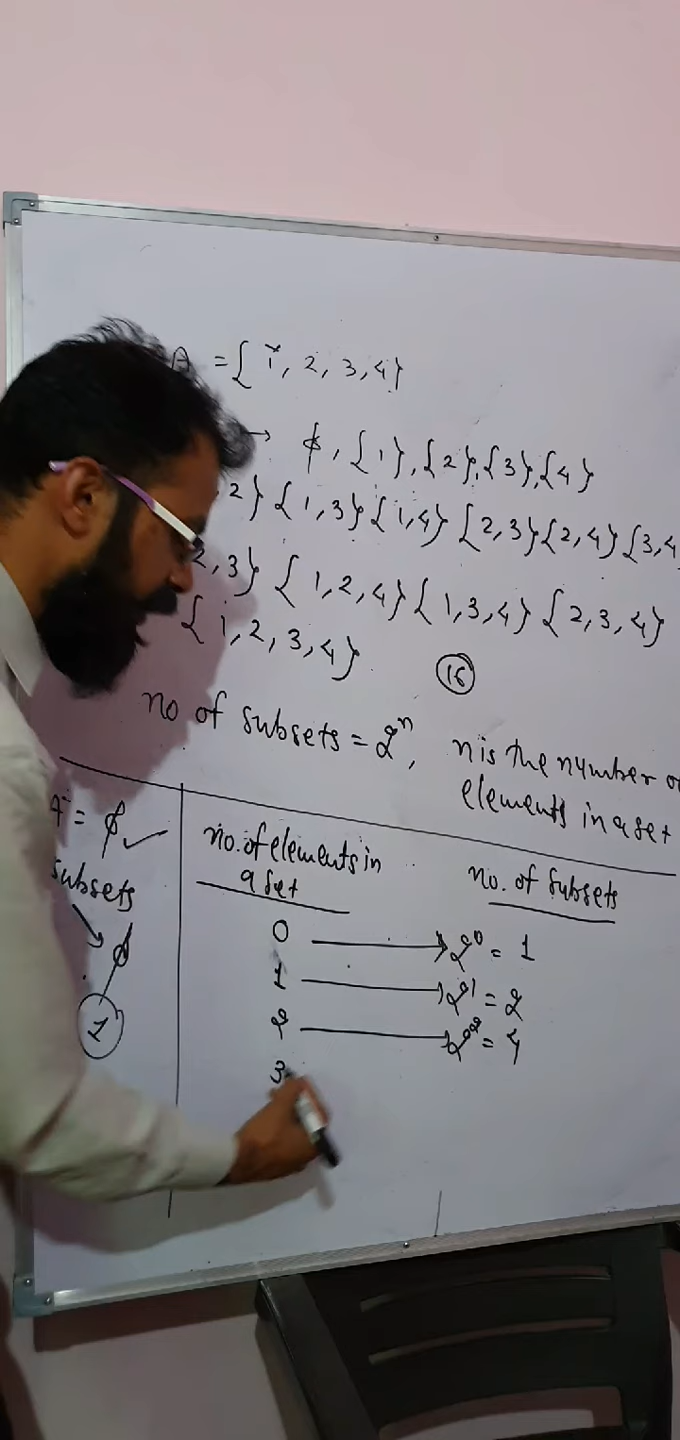 A = { 1, 2, 3, 4}
→ ϕ, {1}, {2}, {3}, {4}
, 2} {1, 3} {1, 4} {2, 3} {2, 4} {3, 4
2, 3} {1, 2, 4} {1, 3, 4} {2, 3, 4}
{1, 2, 3, 4}
16
no of subsets = 2ⁿ, n is the number
elements in a set
= ϕ ✓
subsets
ϕ
1
no. of elements in
a set
no. of subsets
0 → 2⁰ = 1
1 → 2¹ = 2
2 → 2² = 4
3